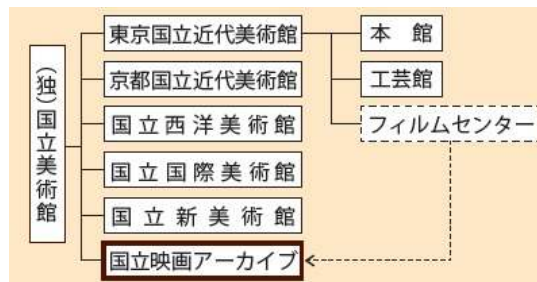 (独)国立美術館
東京国立近代美術館
本館
京都国立近代美術館
工芸館
国立西洋美術館
フィルムセンター
国立国際美術館
国立新美術館
国立映画アーカイブ